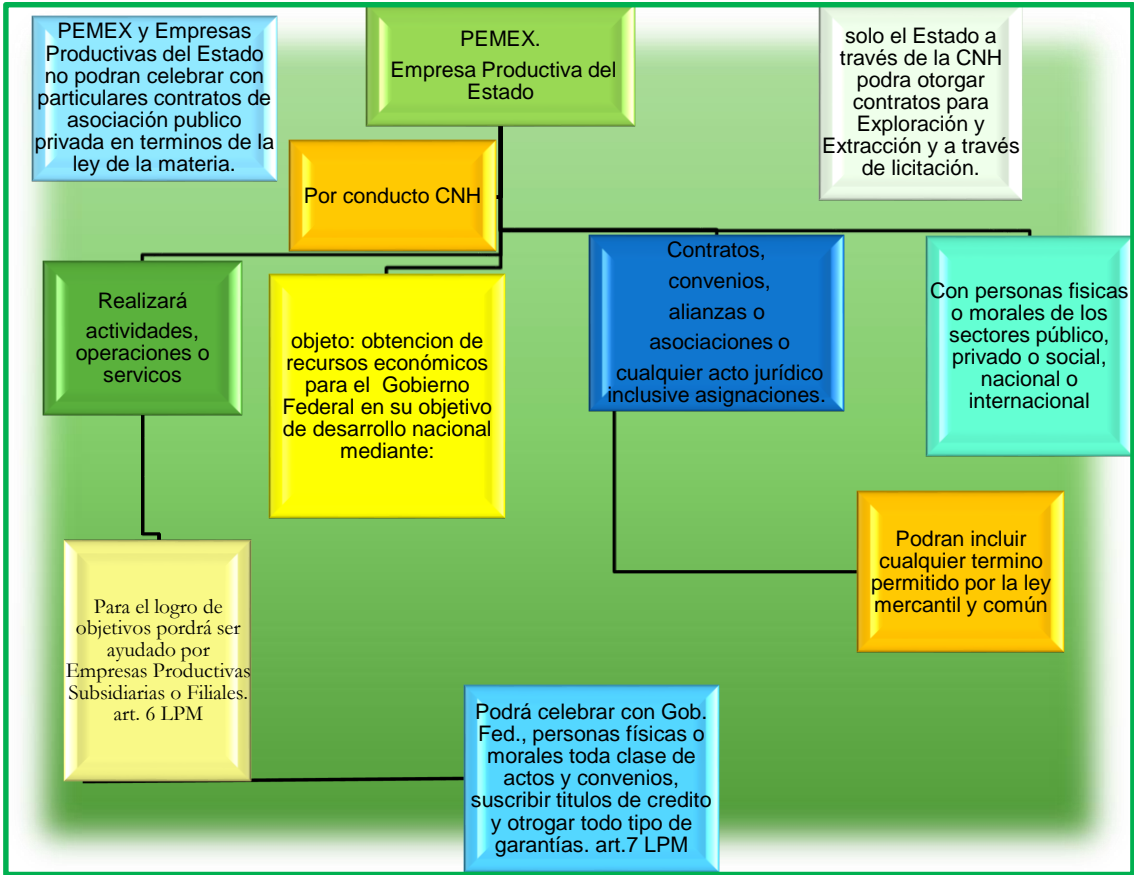 PEMEX y Empresas
Productivas del Estado
no podran celebrar con
particulares contratos de
asociación publico
privada en terminos de la
ley de la materia.
PEMEX.
Empresa Productiva del
Estado
solo el Estado a
través de la CNH
podra otorgar
contratos para
Exploración y
Extracción y a través
de licitación.
Por conducto CNH
Realizará
actividades,
operaciones o
servicos
objeto: obtencion de
recursos económicos
para el Gobierno
Federal en su objetivo
de desarrollo nacional
mediante:
Contratos,
convenios,
alianzas o
asociaciones o
cualquier acto jurídico
inclusive asignaciones.
Con personas fisicas
o morales de los
sectores público,
privado o social,
nacional o
internacional
Podran incluir
cualquier termino
permitido por la ley
mercantil y común
Para el logro de
objetivos pordrá ser
ayudado por
Empresas Productivas
Subsidiarias o Filiales.
art. 6 LPM
Podrá celebrar con Gob.
Fed., personas físicas o
morales toda clase de
actos y convenios,
suscribir titulos de credito
y otrogar todo tipo de
garantías. art.7 LPM